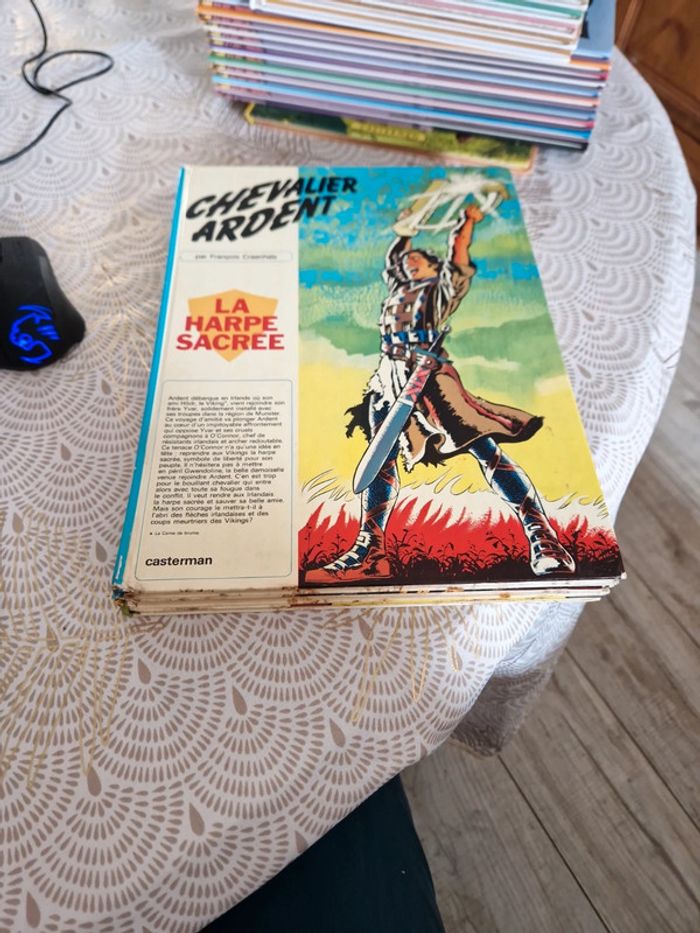 CHEVALIER
ARDENT
par François Craenhals
LA
HARPE
SACRÉE
Ardent débarque en Irlande où son
ami Höör, le Viking*, vient rejoindre son
frère Yvar, solidement installé avec
ses troupes dans la région de Munster.
Ce voyage d'amitié va plonger Ardent
au cœur d'un impitoyable affrontement
qui oppose Yvar et ses cruels
compagnons à O'Connor, chef de
résistants irlandais et archer redoutable.
Ce tenace O'Connor n'a qu'une idée en
tête : reprendre aux Vikings la harpe
sacrée, symbole de liberté pour son
peuple. Il n'hésitera pas à mettre
en péril Gwendoline, la belle damoiselle
venue rejoindre Ardent. C'en est trop
pour le bouillant chevalier qui entre
alors avec toute sa fougue dans
le conflit. Il veut rendre aux Irlandais
la harpe sacrée et sauver sa belle amie.
Mais son courage le mettra-t-il à
l'abri des flèches irlandaises et des
coups meurtriers des Vikings?
* La Corne de brume
casterman